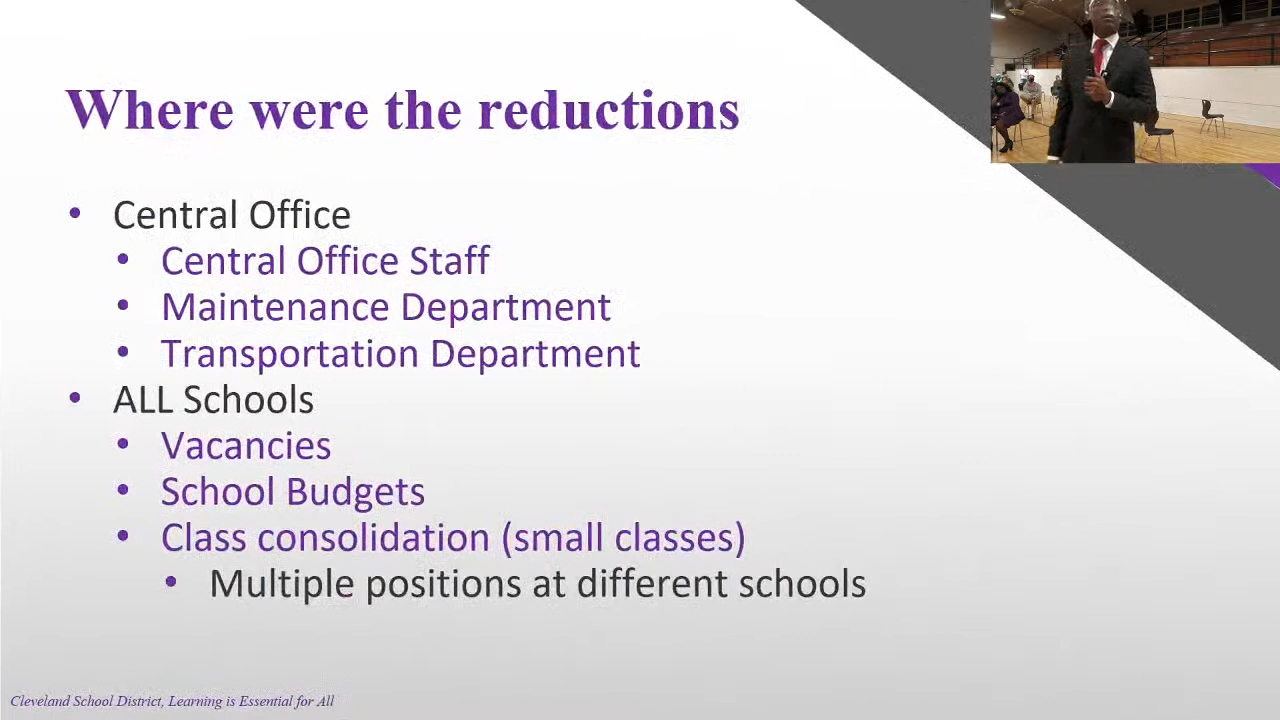 Where were the reductions
• Central Office
• Central Office Staff
• Maintenance Department
• Transportation Department
• ALL Schools
• Vacancies
• School Budgets
• Class consolidation (small classes)
• Multiple positions at different schools
Cleveland School District, Learning is Essential for All